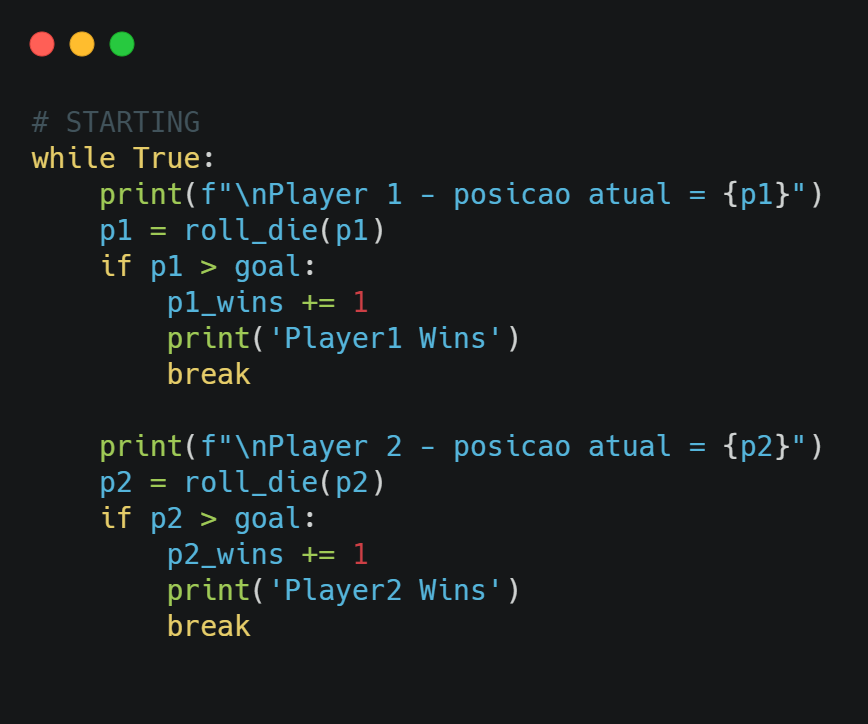 # STARTING
while True:
    print(f"\nPlayer 1 - posicao atual = {p1}")
    p1 = roll_die(p1)
    if p1 > goal:
        p1_wins += 1
        print('Player1 Wins')
        break

    print(f"\nPlayer 2 - posicao atual = {p2}")
    p2 = roll_die(p2)
    if p2 > goal:
        p2_wins += 1
        print('Player2 Wins')
        break